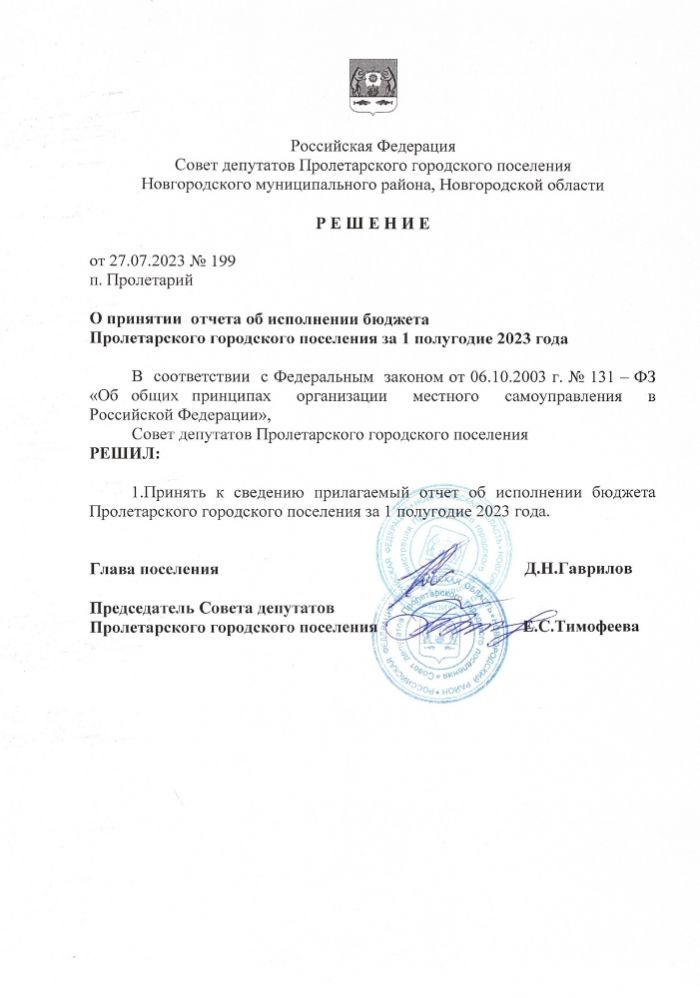 Российская Федерация
Совет депутатов Пролетарского городского поселения
Новгородского муниципального района, Новгородской области
Р Е Ш Е Н И Е
от 27.07.2023 № 199
п. Пролетарий
О принятии отчета об исполнении бюджета
Пролетарского городского поселения за 1 полугодие 2023 года
В соответствии с Федеральным законом от 06.10.2003 г. № 131 – ФЗ
«Об общих принципах организации местного самоуправления в
Российской Федерации»,
Совет депутатов Пролетарского городского поселения
РЕШИЛ:
1.Принять к сведению прилагаемый отчет об исполнении бюджета
Пролетарского городского поселения за 1 полугодие 2023 года.
Глава поселения Д.Н.Гаврилов
Председатель Совета депутатов
Пролетарского городского поселения Е.С.Тимофеева